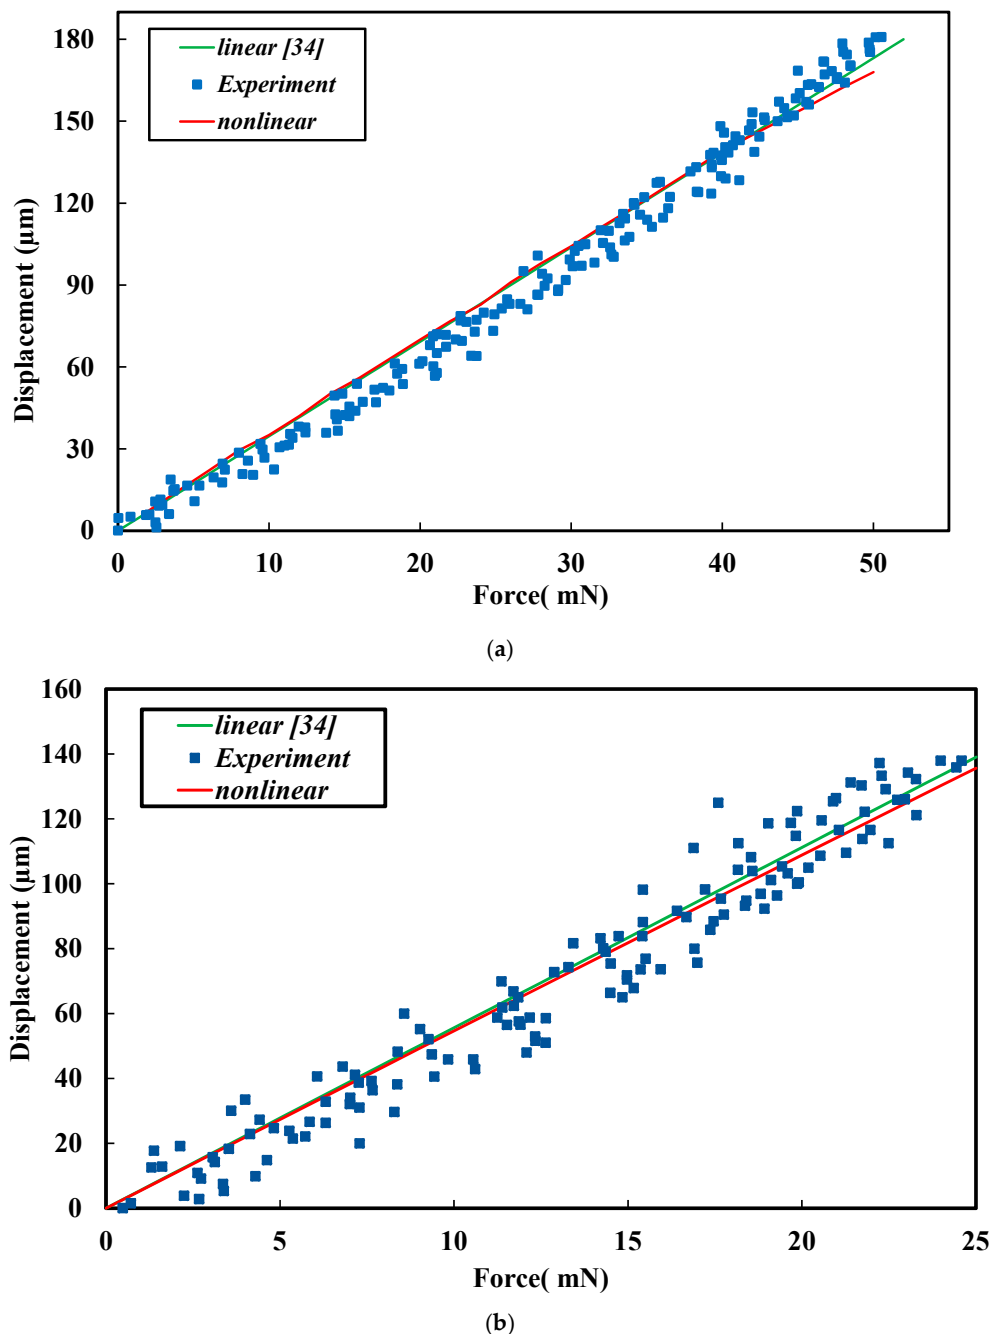 180
150
120
90
60
30
0
Displacement (μm)
linear [34]
Experiment
nonlinear
0 10 20 30 40 50
Force( mN)
(a)
160
140
120
100
80
60
40
20
0
Displacement (μm)
linear [34]
Experiment
nonlinear
0 5 10 15 20 25
Force( mN)
(b)